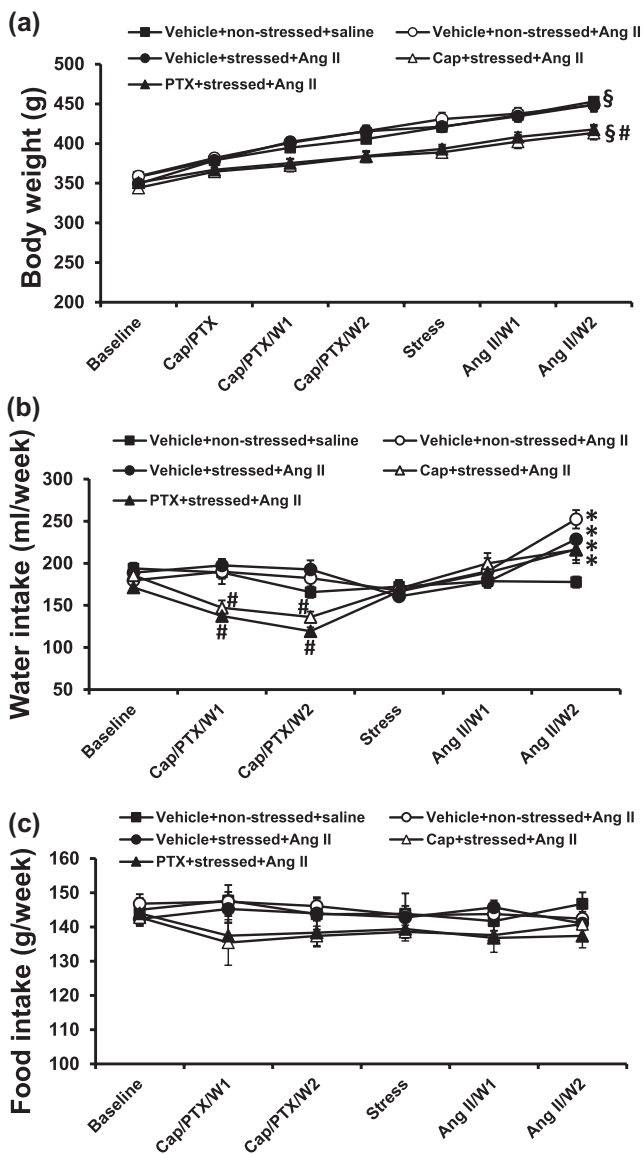 (a)
Vehicle+non-stressed+saline Vehicle+non-stressed+Ang II
Vehicle+stressed+Ang II Cap+stressed+Ang II
PTX+stressed+Ang II
Body weight (g)
500
450
400
350
300
250
200
§
§ #
Baseline
Cap/PTX
Cap/PTX/W1
Cap/PTX/W2
Stress
Ang II/W1
Ang II/W2
(b)
Vehicle+non-stressed+saline Vehicle+non-stressed+Ang II
Vehicle+stressed+Ang II Cap+stressed+Ang II
PTX+stressed+Ang II
Water intake (ml/week)
300
250
200
150
100
50
#
#
#
#
*
*
*
*
Baseline
Cap/PTX/W1
Cap/PTX/W2
Stress
Ang II/W1
Ang II/W2
(c)
Vehicle+non-stressed+saline Vehicle+non-stressed+Ang II
Vehicle+stressed+Ang II Cap+stressed+Ang II
PTX+stressed+Ang II
Food intake (g/week)
160
150
140
130
120
110
100
Baseline
Cap/PTX/W1
Cap/PTX/W2
Stress
Ang II/W1
Ang II/W2